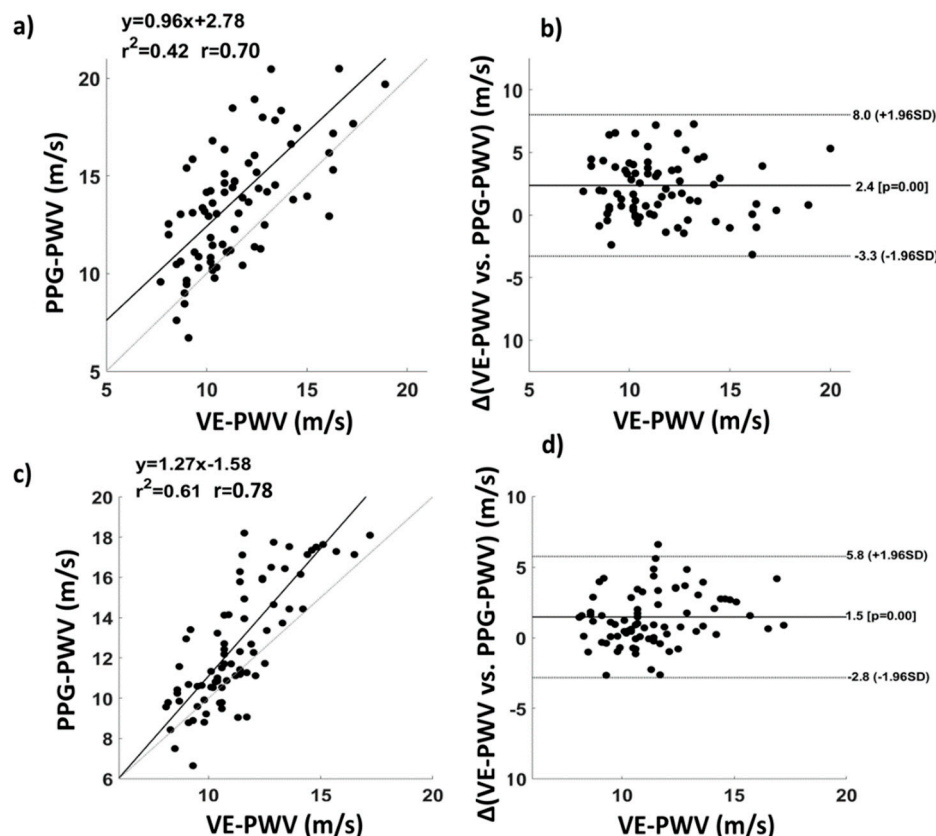 a)
y=0.96x+2.78
r²=0.42 r=0.70
PPG-PWV (m/s)
20
15
10
5
10
15
20
VE-PWV (m/s)
b)
Δ(VE-PWV vs. PPG-PWV) (m/s)
10
5
0
-5
10
8.0 (+1.96SD)
2.4 [p=0.00]
-3.3 (-1.96SD)
5
10
15
20
VE-PWV (m/s)
c)
y=1.27x-1.58
r²=0.61 r=0.78
PPG-PWV (m/s)
20
18
16
14
12
10
8
6
10
15
20
VE-PWV (m/s)
d)
Δ(VE-PWV vs. PPG-PWV) (m/s)
10
5
0
-5
10
5.8 (+1.96SD)
1.5 [p=0.00]
-2.8 (-1.96SD)
10
15
20
VE-PWV (m/s)